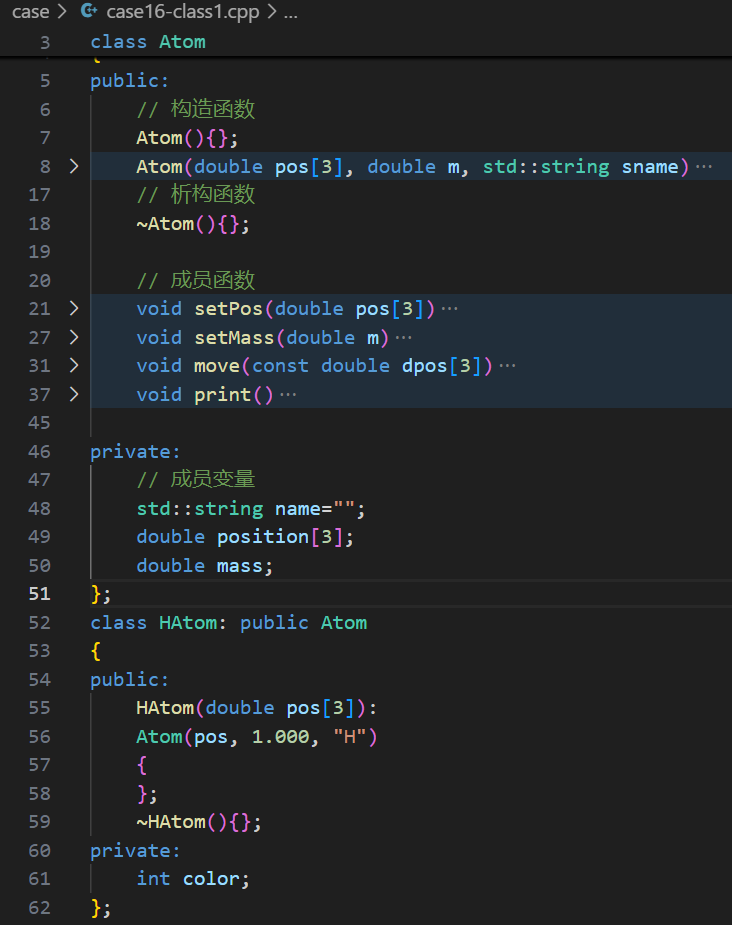 case > case16-class1.cpp > ...
3 class Atom
{
5 public:
6 // 构造函数
7 Atom(){};
8 > Atom(double pos[3], double m, std::string sname)⋯
17 // 析构函数
18 ~Atom(){};
19
20 // 成员函数
21 > void setPos(double pos[3])⋯
27 > void setMass(double m)⋯
31 > void move(const double dpos[3])⋯
37 > void print()⋯
45
46 private:
47 // 成员变量
48 std::string name="";
49 double position[3];
50 double mass;
51 };
52 class HAtom: public Atom
53 {
54 public:
55 HAtom(double pos[3]):
56 Atom(pos, 1.000, "H")
57 {
58 };
59 ~HAtom(){};
60 private:
61 int color;
62 };